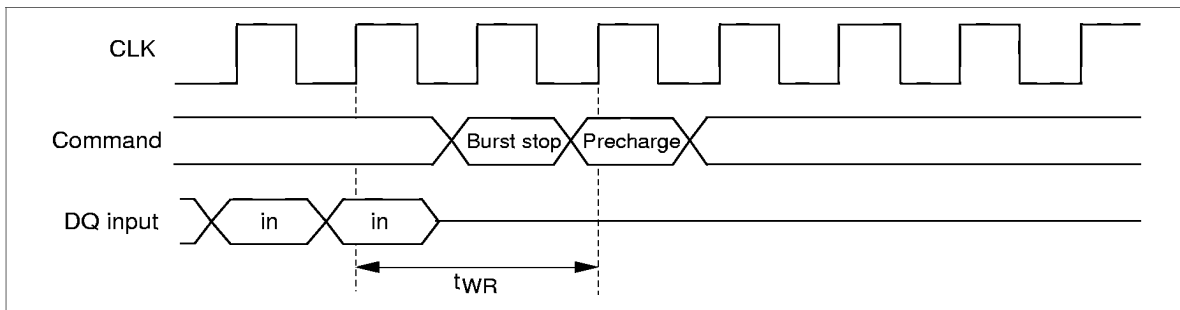 CLK
Command
Burst stop
Precharge
DQ input
in
in
tWR